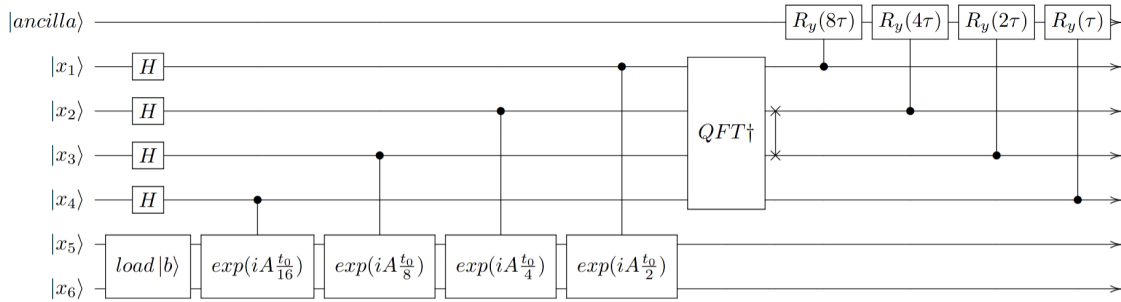 |ancilla⟩ R_y(8τ) R_y(4τ) R_y(2τ) R_y(τ)
|x_1⟩ H
|x_2⟩ H
QFT†
|x_3⟩ H
|x_4⟩ H
|x_5⟩
load |b⟩ exp(iA t_0/16) exp(iA t_0/8) exp(iA t_0/4) exp(iA t_0/2)
|x_6⟩